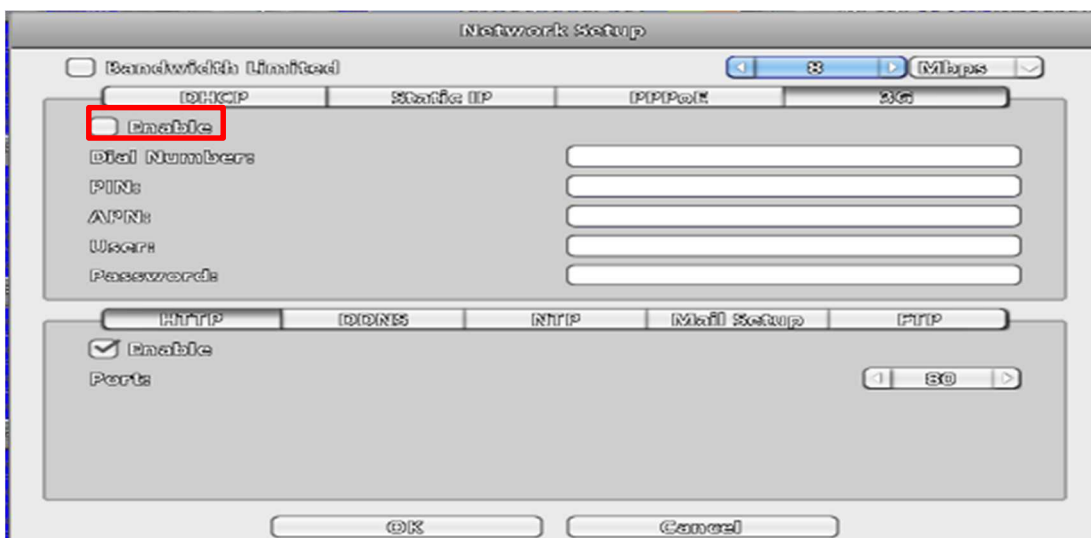 Network Setup
Bandwidth Limited 8 Mbps
DHCP Static IP PPPoE 3G
Enable
Dial Number:
PIN:
APN:
User:
Password:
HTTP DDNS NTP Mail Setup FTP
Enable
Port: 80
OK Cancel